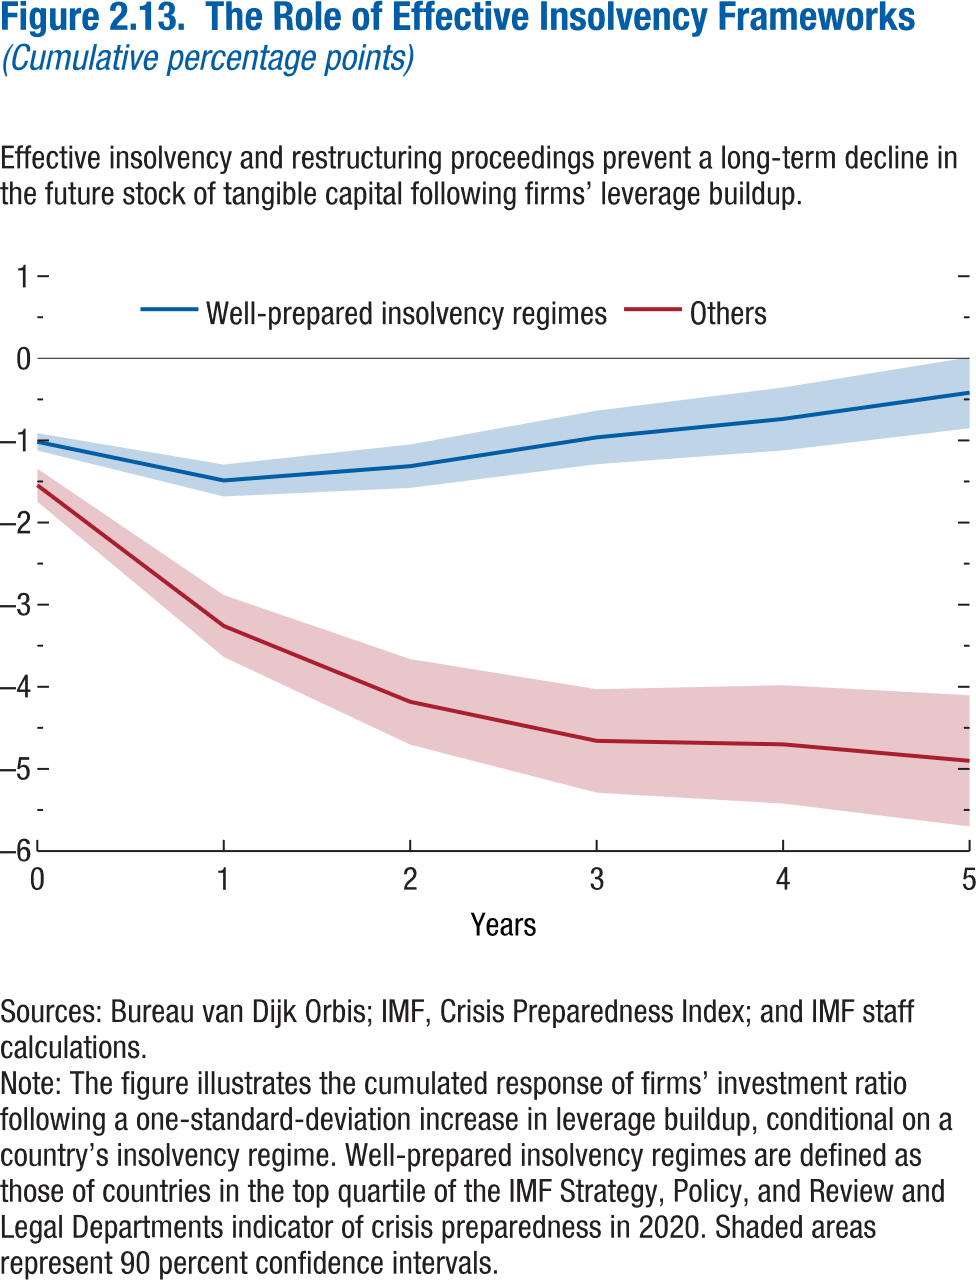 Figure 2.13.  The Role of Effective Insolvency Frameworks
(Cumulative percentage points)
Effective insolvency and restructuring proceedings prevent a long-term decline in
the future stock of tangible capital following firms’ leverage buildup.
1
Well-prepared insolvency regimes
Others
0
–1
–2
–3
–4
–5
–6
0 1 2 3 4 5
Years
Sources: Bureau van Dijk Orbis; IMF, Crisis Preparedness Index; and IMF staff
calculations.
Note: The figure illustrates the cumulated response of firms’ investment ratio
following a one-standard-deviation increase in leverage buildup, conditional on a
country’s insolvency regime. Well-prepared insolvency regimes are defined as
those of countries in the top quartile of the IMF Strategy, Policy, and Review and
Legal Departments indicator of crisis preparedness in 2020. Shaded areas
represent 90 percent confidence intervals.